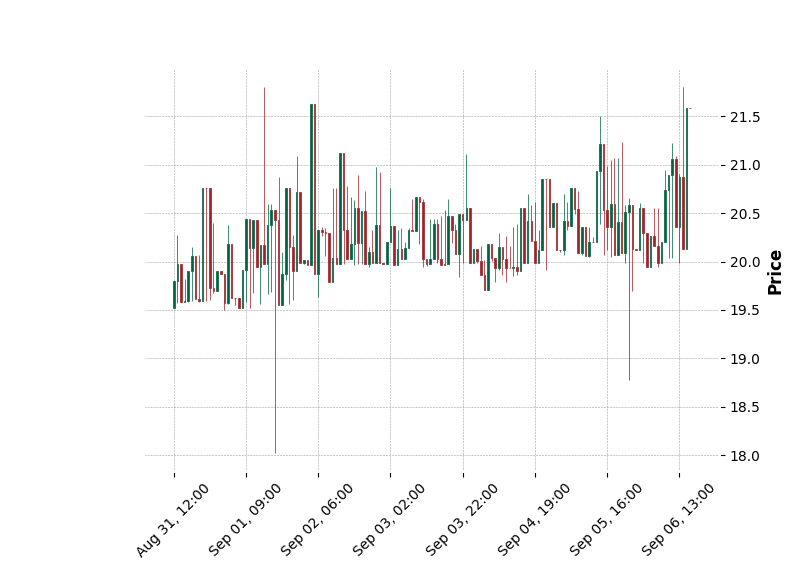 21.5
21.0
20.5
20.0
19.5
19.0
18.5
18.0
Price
Aug 31, 12:00
Sep 01, 09:00
Sep 02, 06:00
Sep 03, 02:00
Sep 03, 22:00
Sep 04, 19:00
Sep 05, 16:00
Sep 06, 13:00